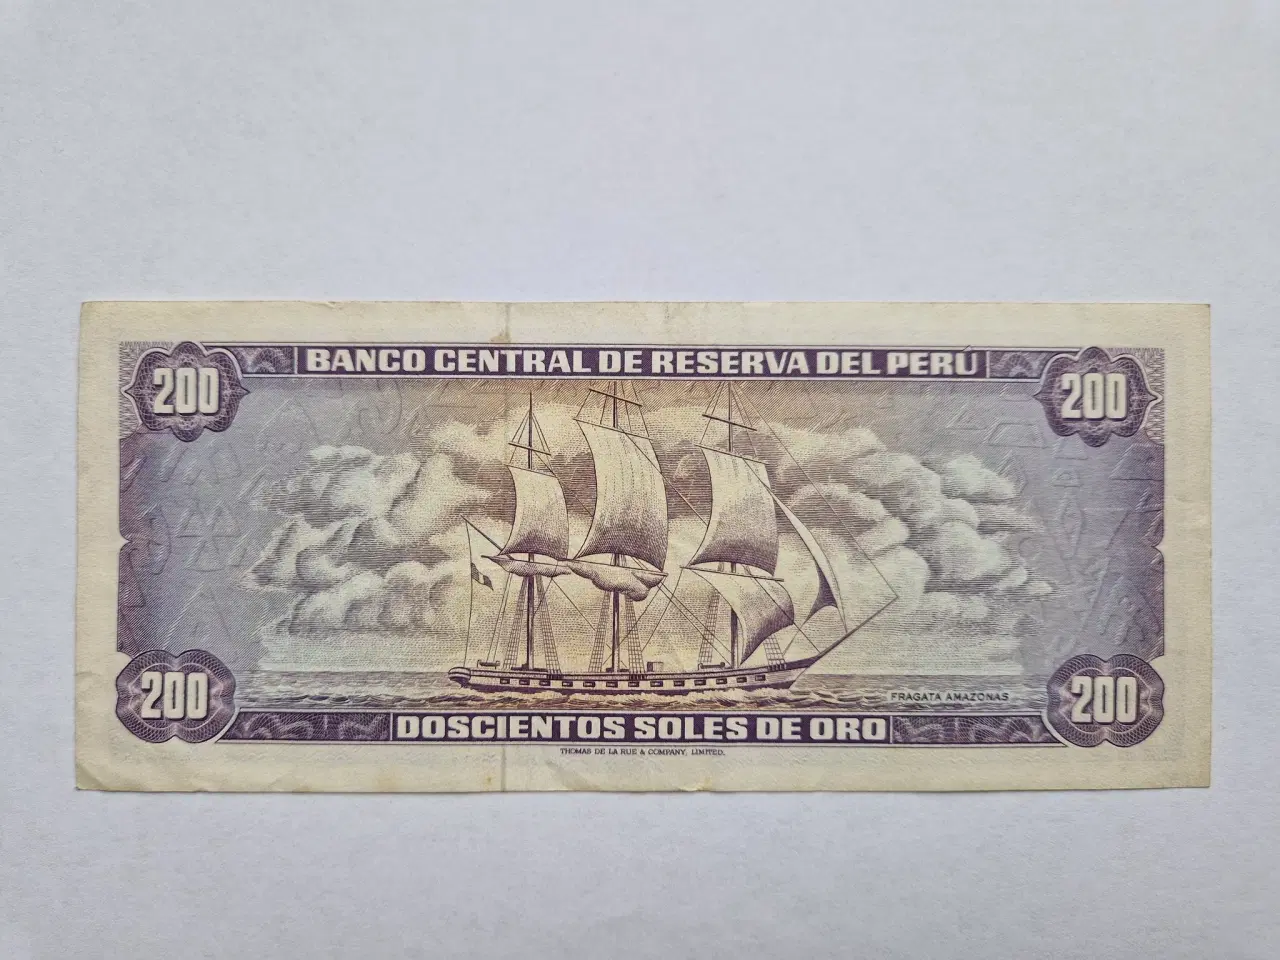 BANCO CENTRAL DE RESERVA DEL PERÚ
200
200
200
200
FRAGATA AMAZONAS
DOSCIENTOS SOLES DE ORO
THOMAS DE LA RUE & COMPANY, LIMITED.